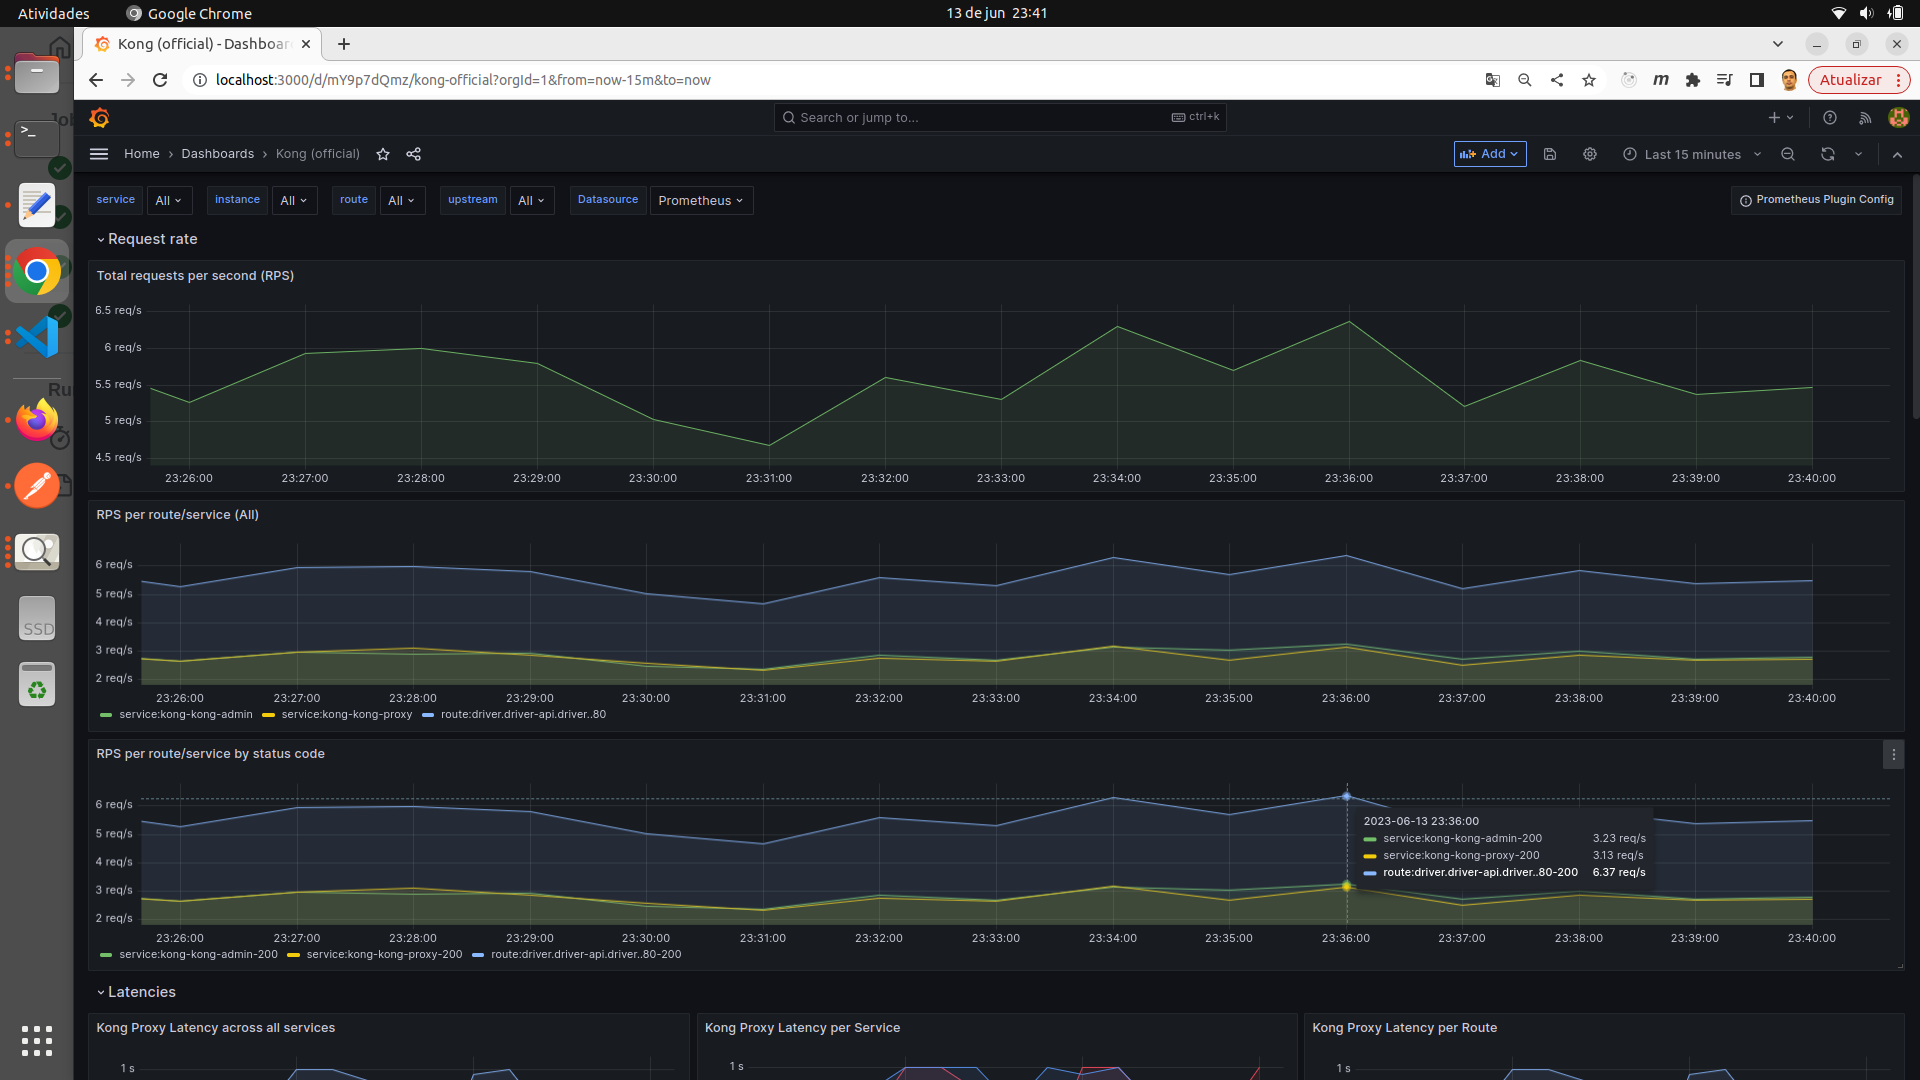 Atividades Google Chrome 13 de jun 23:41
Kong (official) - Dashboar
localhost:3000/d/mY9p7dQmz/kong-official?orgId=1&from=now-15m&to=now m Atualizar
Search or jump to... ctrl+k
Home › Dashboards › Kong (official) Add Last 15 minutes
service All instance All route All upstream All Datasource Prometheus Prometheus Plugin Config
Request rate
Total requests per second (RPS)
6.5 req/s
6 req/s
5.5 req/s
5 req/s
4.5 req/s
23:26:00 23:27:00 23:28:00 23:29:00 23:30:00 23:31:00 23:32:00 23:33:00 23:34:00 23:35:00 23:36:00 23:37:00 23:38:00 23:39:00 23:40:00
RPS per route/service (All)
6 req/s
5 req/s
4 req/s
3 req/s
2 req/s
23:26:00 23:27:00 23:28:00 23:29:00 23:30:00 23:31:00 23:32:00 23:33:00 23:34:00 23:35:00 23:36:00 23:37:00 23:38:00 23:39:00 23:40:00
service:kong-kong-admin service:kong-kong-proxy route:driver.driver-api.driver..80
RPS per route/service by status code
6 req/s
5 req/s
4 req/s
3 req/s
2 req/s
2023-06-13 23:36:00
service:kong-kong-admin-200 3.23 req/s
service:kong-kong-proxy-200 3.13 req/s
route:driver.driver-api.driver..80-200 6.37 req/s
23:26:00 23:27:00 23:28:00 23:29:00 23:30:00 23:31:00 23:32:00 23:33:00 23:34:00 23:35:00 23:36:00 23:37:00 23:38:00 23:39:00 23:40:00
service:kong-kong-admin-200 service:kong-kong-proxy-200 route:driver.driver-api.driver..80-200
Latencies
Kong Proxy Latency across all services Kong Proxy Latency per Service Kong Proxy Latency per Route
1 s 1 s 1 s
SSD